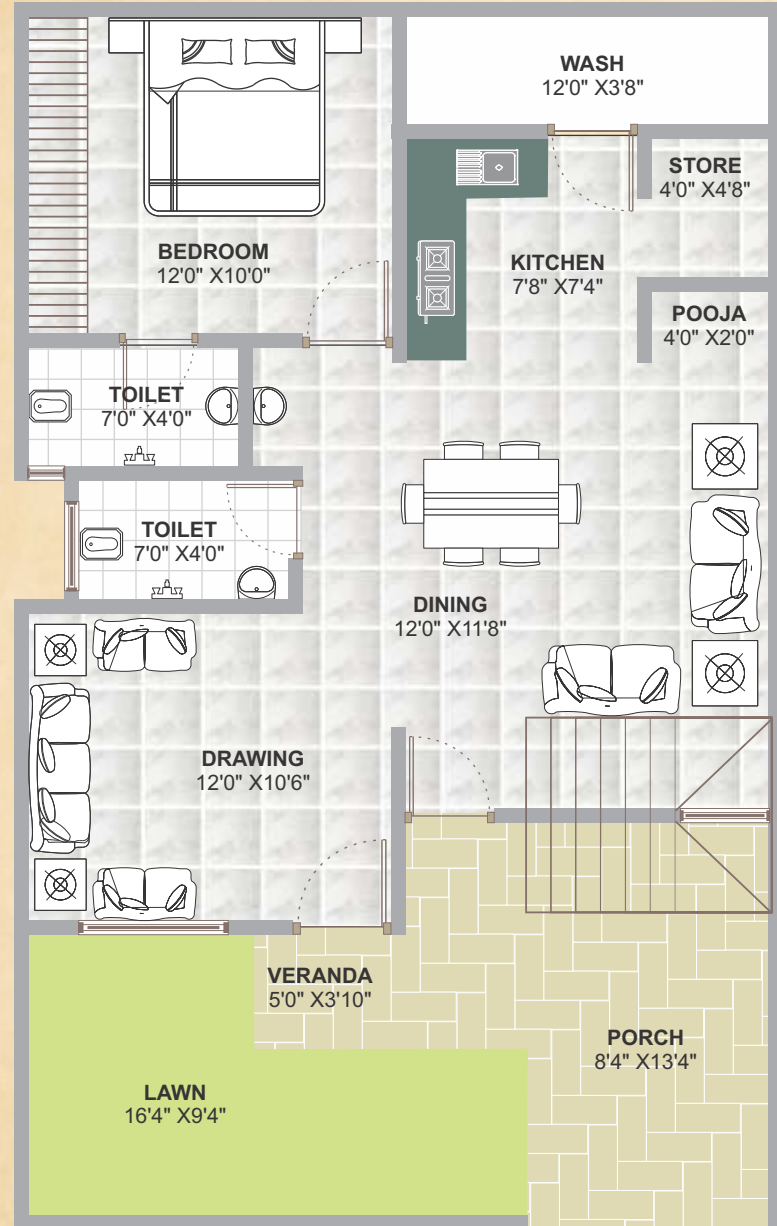 WASH
12'0" X3'8"
STORE
4'0" X4'8"
BEDROOM
12'0" X10'0"
KITCHEN
7'8" X7'4"
POOJA
4'0" X2'0"
TOILET
7'0" X4'0"
TOILET
7'0" X4'0"
DINING
12'0" X11'8"
DRAWING
12'0" X10'6"
VERANDA
5'0" X3'10"
PORCH
8'4" X13'4"
LAWN
16'4" X9'4"